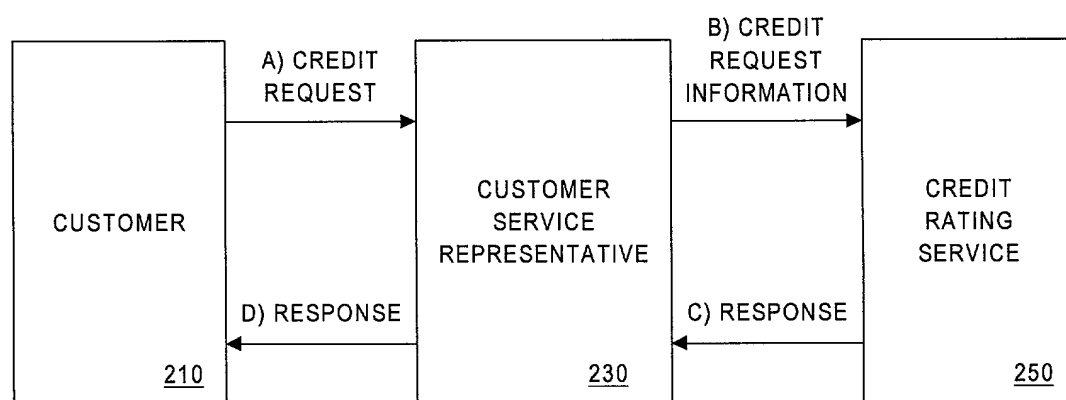 A) CREDIT
REQUEST
B) CREDIT
REQUEST
INFORMATION
CUSTOMER
CUSTOMER
SERVICE
REPRESENTATIVE
CREDIT
RATING
SERVICE
D) RESPONSE
C) RESPONSE
210
230
250